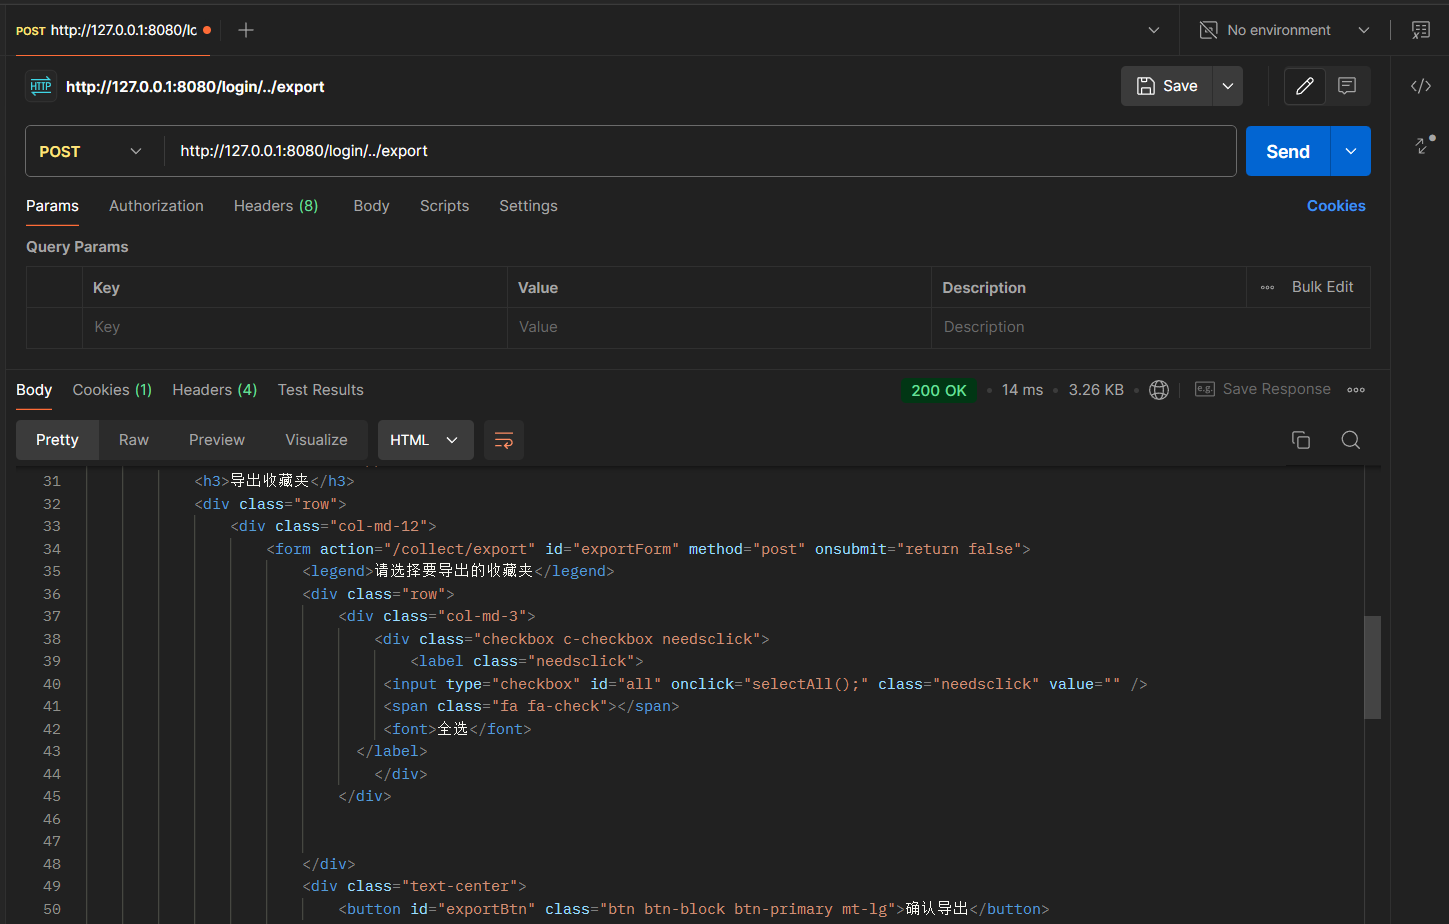 POST http://127.0.0.1:8080/lc
No environment
HTTP http://127.0.0.1:8080/login/../export
Save
POST http://127.0.0.1:8080/login/../export Send
Params Authorization Headers (8) Body Scripts Settings Cookies
Query Params
Key Value Description Bulk Edit
Key Value Description
Body Cookies (1) Headers (4) Test Results 200 OK 14 ms 3.26 KB e.g. Save Response
Pretty Raw Preview Visualize HTML
31 <h3>导出收藏夹</h3>
32 <div class="row">
33 <div class="col-md-12">
34 <form action="/collect/export" id="exportForm" method="post" onsubmit="return false">
35 <legend>请选择要导出的收藏夹</legend>
36 <div class="row">
37 <div class="col-md-3">
38 <div class="checkbox c-checkbox needsclick">
39 <label class="needsclick">
40 <input type="checkbox" id="all" onclick="selectAll();" class="needsclick" value="" />
41 <span class="fa fa-check"></span>
42 <font>全选</font>
43 </label>
44 </div>
45 </div>
46
47
48 </div>
49 <div class="text-center">
50 <button id="exportBtn" class="btn btn-block btn-primary mt-lg">确认导出</button>